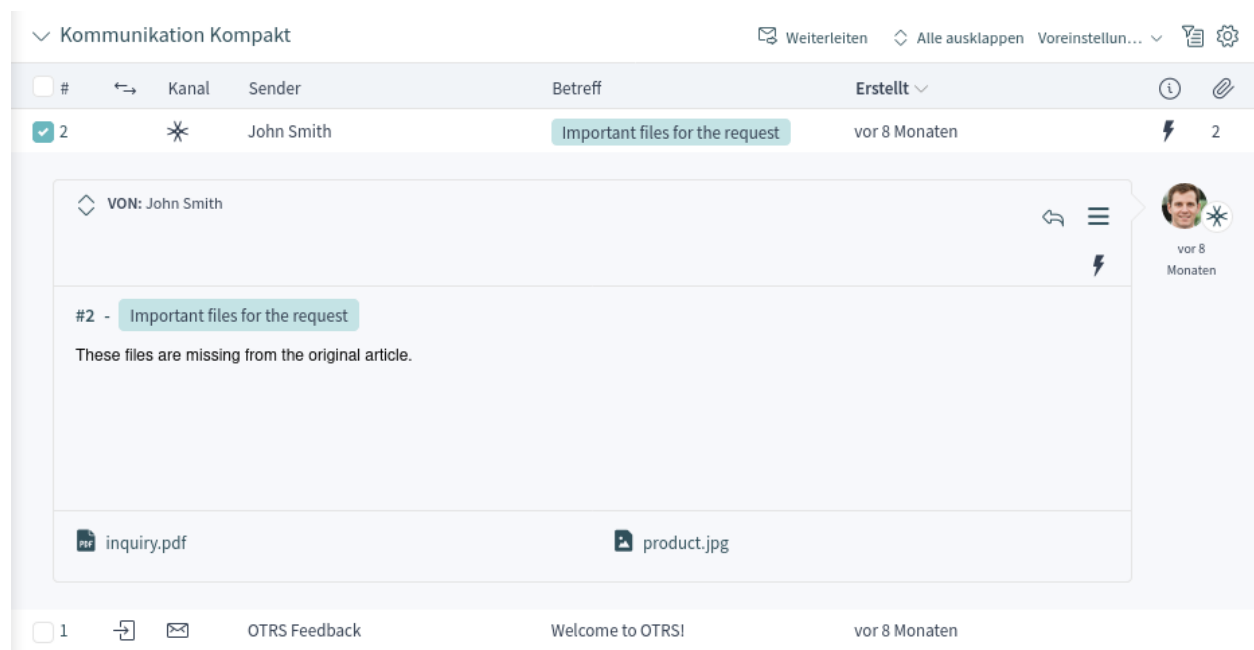 Kommunikation Kompakt Weiterleiten Alle ausklappen Voreinstellun...
# Kanal Sender Betreff Erstellt
2 John Smith Important files for the request vor 8 Monaten 2
VON: John Smith
vor 8
Monaten
#2 - Important files for the request
These files are missing from the original article.
PDF inquiry.pdf product.jpg
1 OTRS Feedback Welcome to OTRS! vor 8 Monaten